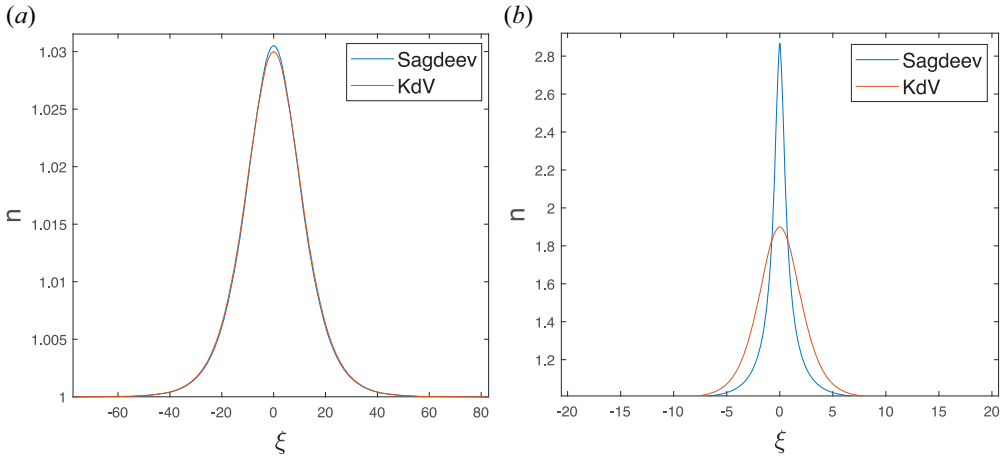 (a)
1.03
1.025
1.02
1.015
1.01
1.005
1
n
-60 -40 -20 0 20 40 60 80
ξ
Sagdeev
KdV
(b)
2.8
2.6
2.4
2.2
2
1.8
1.6
1.4
1.2
n
-20 -15 -10 -5 0 5 10 15 20
ξ
Sagdeev
KdV